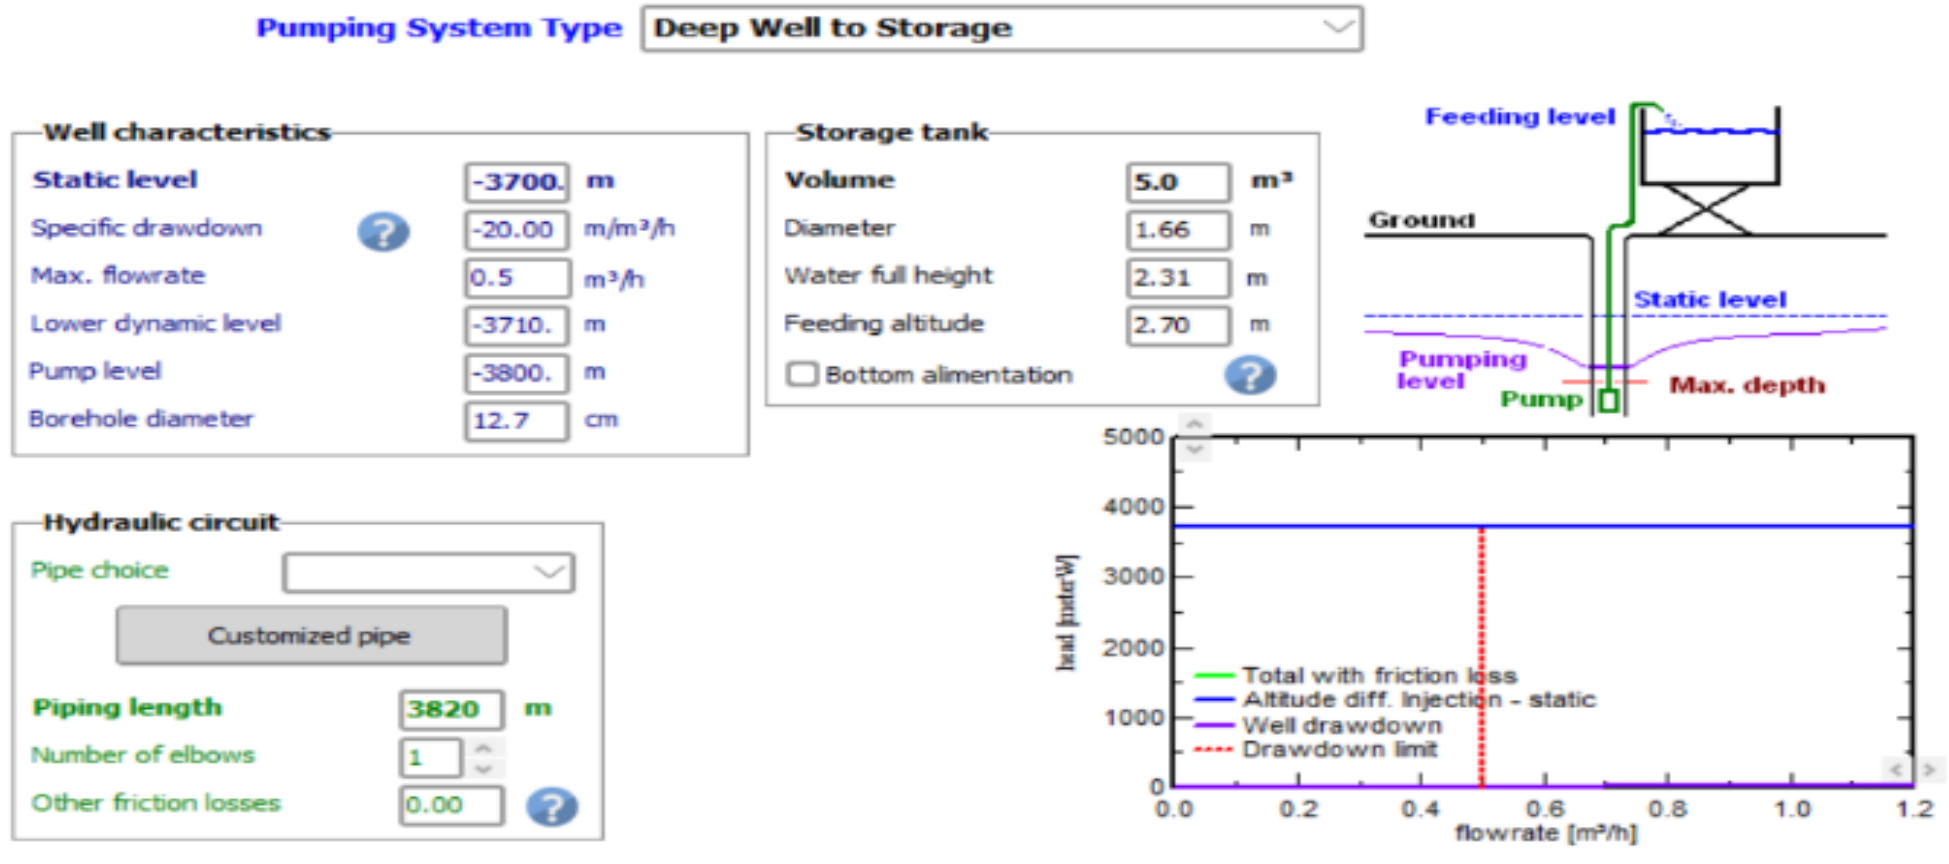 Pumping System Type Deep Well to Storage
Well characteristics
Static level -3700. m
Specific drawdown ? -20.00 m/m³/h
Max. flowrate 0.5 m³/h
Lower dynamic level -3710. m
Pump level -3800. m
Borehole diameter 12.7 cm
Storage tank
Volume 5.0 m³
Diameter 1.66 m
Water full height 2.31 m
Feeding altitude 2.70 m
Bottom alimentation ?
Feeding level
Ground
Static level
Pumping
level
Max. depth
Pump
Hydraulic circuit
Pipe choice
Customized pipe
Piping length 3820 m
Number of elbows 1
Other friction losses 0.00 ?
5000
4000
3000
2000
1000
0
head [meterW]
Total with friction loss
Altitude diff. Injection - static
Well drawdown
Drawdown limit
0.0 0.2 0.4 0.6 0.8 1.0 1.2
flowrate [m³/h]